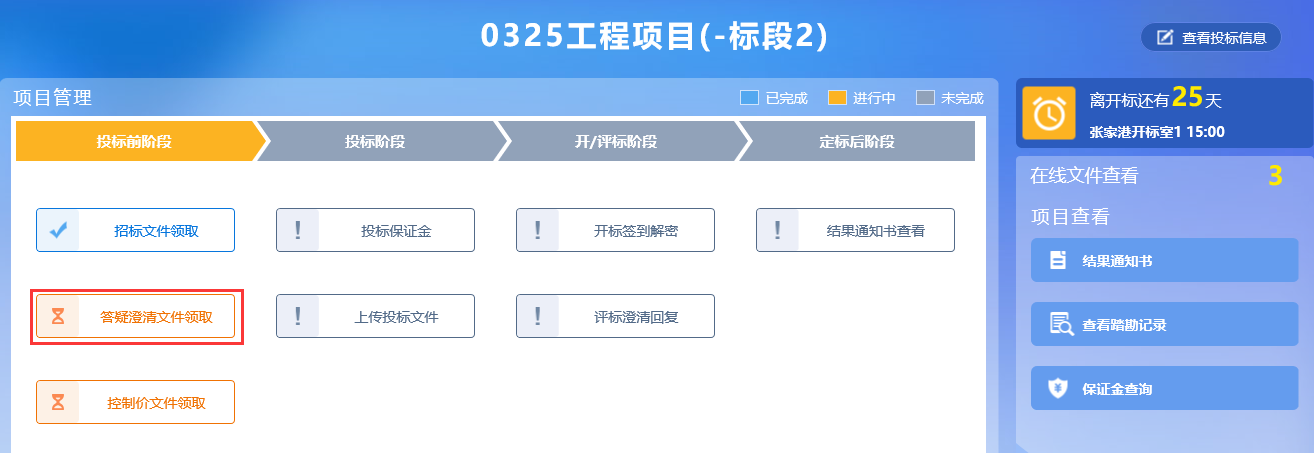 0325工程项目(-标段2)
查看投标信息
项目管理
已完成
进行中
未完成
投标前阶段
投标阶段
开/评标阶段
定标后阶段
招标文件领取
投标保证金
开标签到解密
结果通知书查看
答疑澄清文件领取
上传投标文件
评标澄清回复
控制价文件领取
离开标还有25天
张家港开标室1 15:00
在线文件查看
3
项目查看
结果通知书
查看踏勘记录
保证金查询